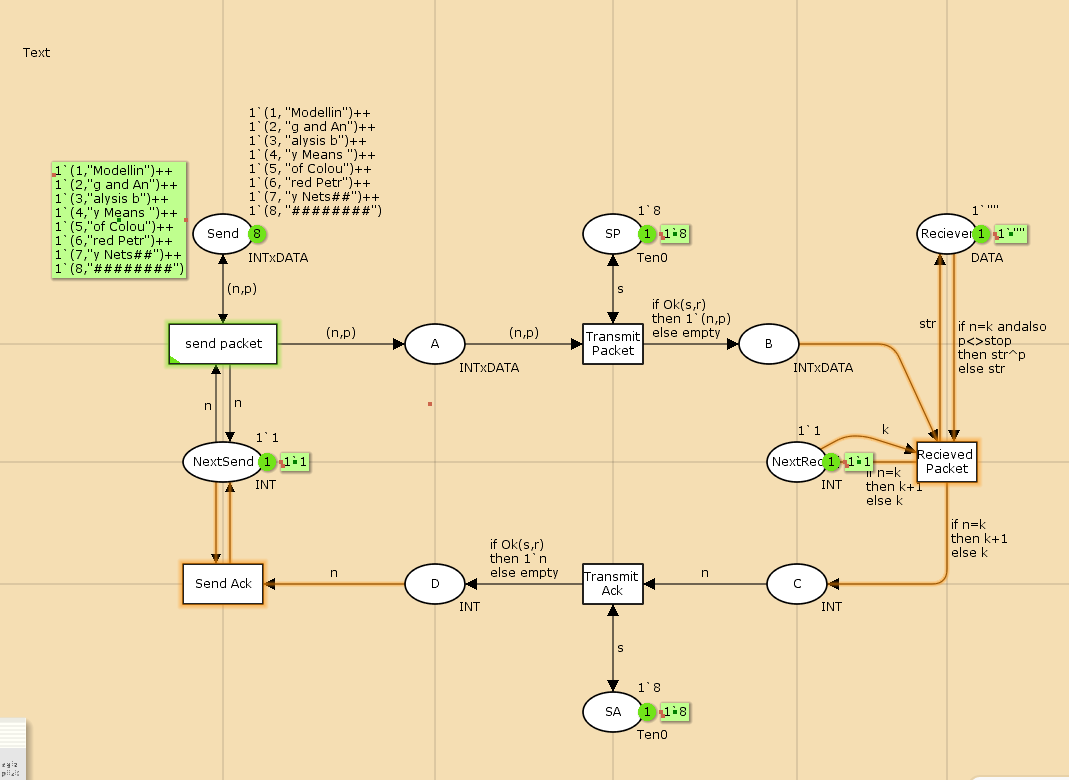 Text
1`(1, "Modellin")++
1`(2, "g and An")++
1`(3, "alysis b")++
1`(4, "y Means ")++
1`(5, "of Colou")++
1`(6, "red Petr")++
1`(7, "y Nets##")++
1`(8, "########")
1`(1,"Modellin")++
1`(2,"g and An")++
1`(3,"alysis b")++
1`(4,"y Means ")++
1`(5,"of Colou")++
1`(6,"red Petr")++
1`(7,"y Nets##")++
1`(8,"########")
Send
8
INTxDATA
1`8
SP
1
1`8
Ten0
1`""
Reciever
1
1`""
DATA
(n,p)
s
send packet
(n,p)
A
INTxDATA
(n,p)
Transmit
Packet
if Ok(s,r)
then 1`(n,p)
else empty
B
INTxDATA
str
if n=k andalso
p<>stop
then str^p
else str
n
n
1`1
NextSend
1
1`1
INT
1`1
k
NextRec
1
1`1
INT
if n=k
then k+1
else k
Recieved
Packet
if n=k
then k+1
else k
Send Ack
n
D
INT
if Ok(s,r)
then 1`n
else empty
Transmit
Ack
n
C
INT
s
1`8
SA
1
1`8
Ten0